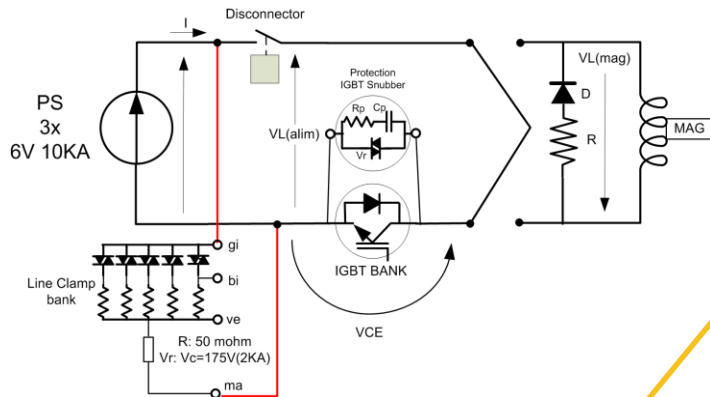 Disconnector
I
PS
3x
6V 10KA
VL(alim)
Protection
IGBT Snubber
Rp
Cp
Vr
IGBT BANK
VCE
D
R
VL(mag)
MAG
Line Clamp
bank
gi
bi
ve
R: 50 mohm
Vr: Vc=175V(2KA)
ma